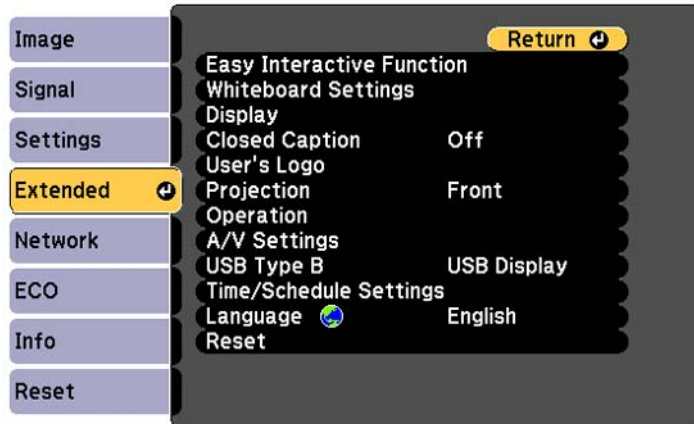 Image
Signal
Settings
Extended
Network
ECO
Info
Reset
Return
Easy Interactive Function
Whiteboard Settings
Display
Closed Caption Off
User's Logo
Projection Front
Operation
A/V Settings
USB Type B USB Display
Time/Schedule Settings
Language English
Reset